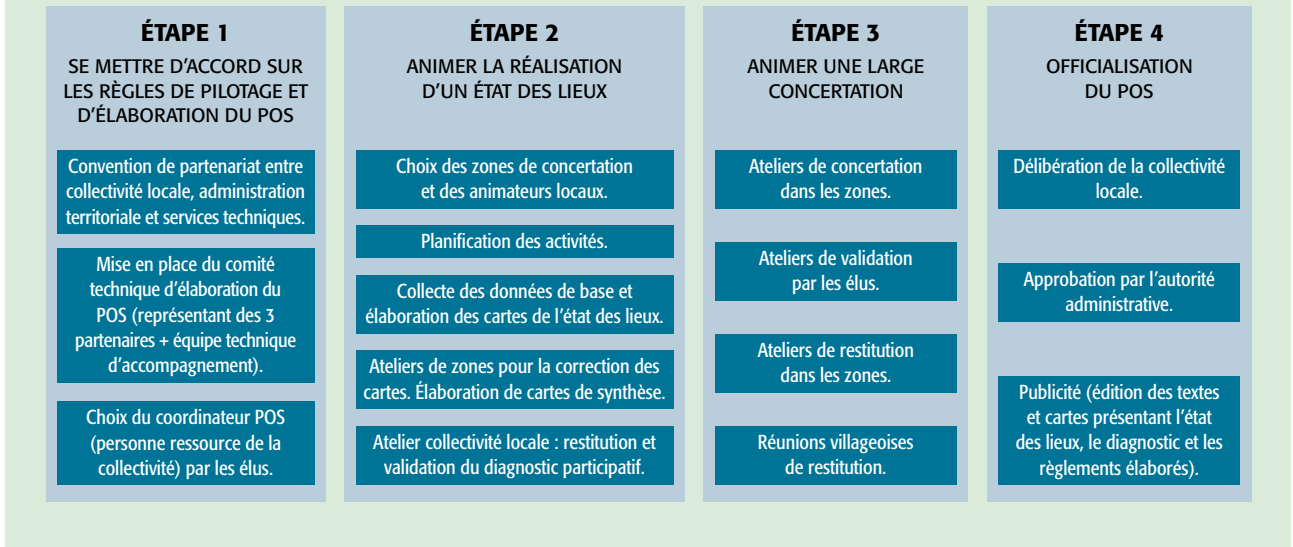 ÉTAPE 1
SE METTRE D'ACCORD SUR
LES RÈGLES DE PILOTAGE ET
D'ÉLABORATION DU POS
Convention de partenariat entre
collectivité locale, administration
territoriale et services techniques.
Mise en place du comité
technique d'élaboration du
POS (représentant des 3
partenaires + équipe technique
d'accompagnement).
Choix du coordinateur POS
(personne ressource de la
collectivité) par les élus.
ÉTAPE 2
ANIMER LA RÉALISATION
D'UN ÉTAT DES LIEUX
Choix des zones de concertation
et des animateurs locaux.
Planification des activités.
Collecte des données de base et
élaboration des cartes de l'état des lieux.
Ateliers de zones pour la correction des
cartes. Élaboration de cartes de synthèse.
Atelier collectivité locale : restitution et
validation du diagnostic participatif.
ÉTAPE 3
ANIMER UNE LARGE
CONCERTATION
Ateliers de concertation
dans les zones.
Ateliers de validation
par les élus.
Ateliers de restitution
dans les zones.
Réunions villageoises
de restitution.
ÉTAPE 4
OFFICIALISATION
DU POS
Délibération de la collectivité
locale.
Approbation par l'autorité
administrative.
Publicité (édition des textes
et cartes présentant l'état
des lieux, le diagnostic et les
règlements élaborés).